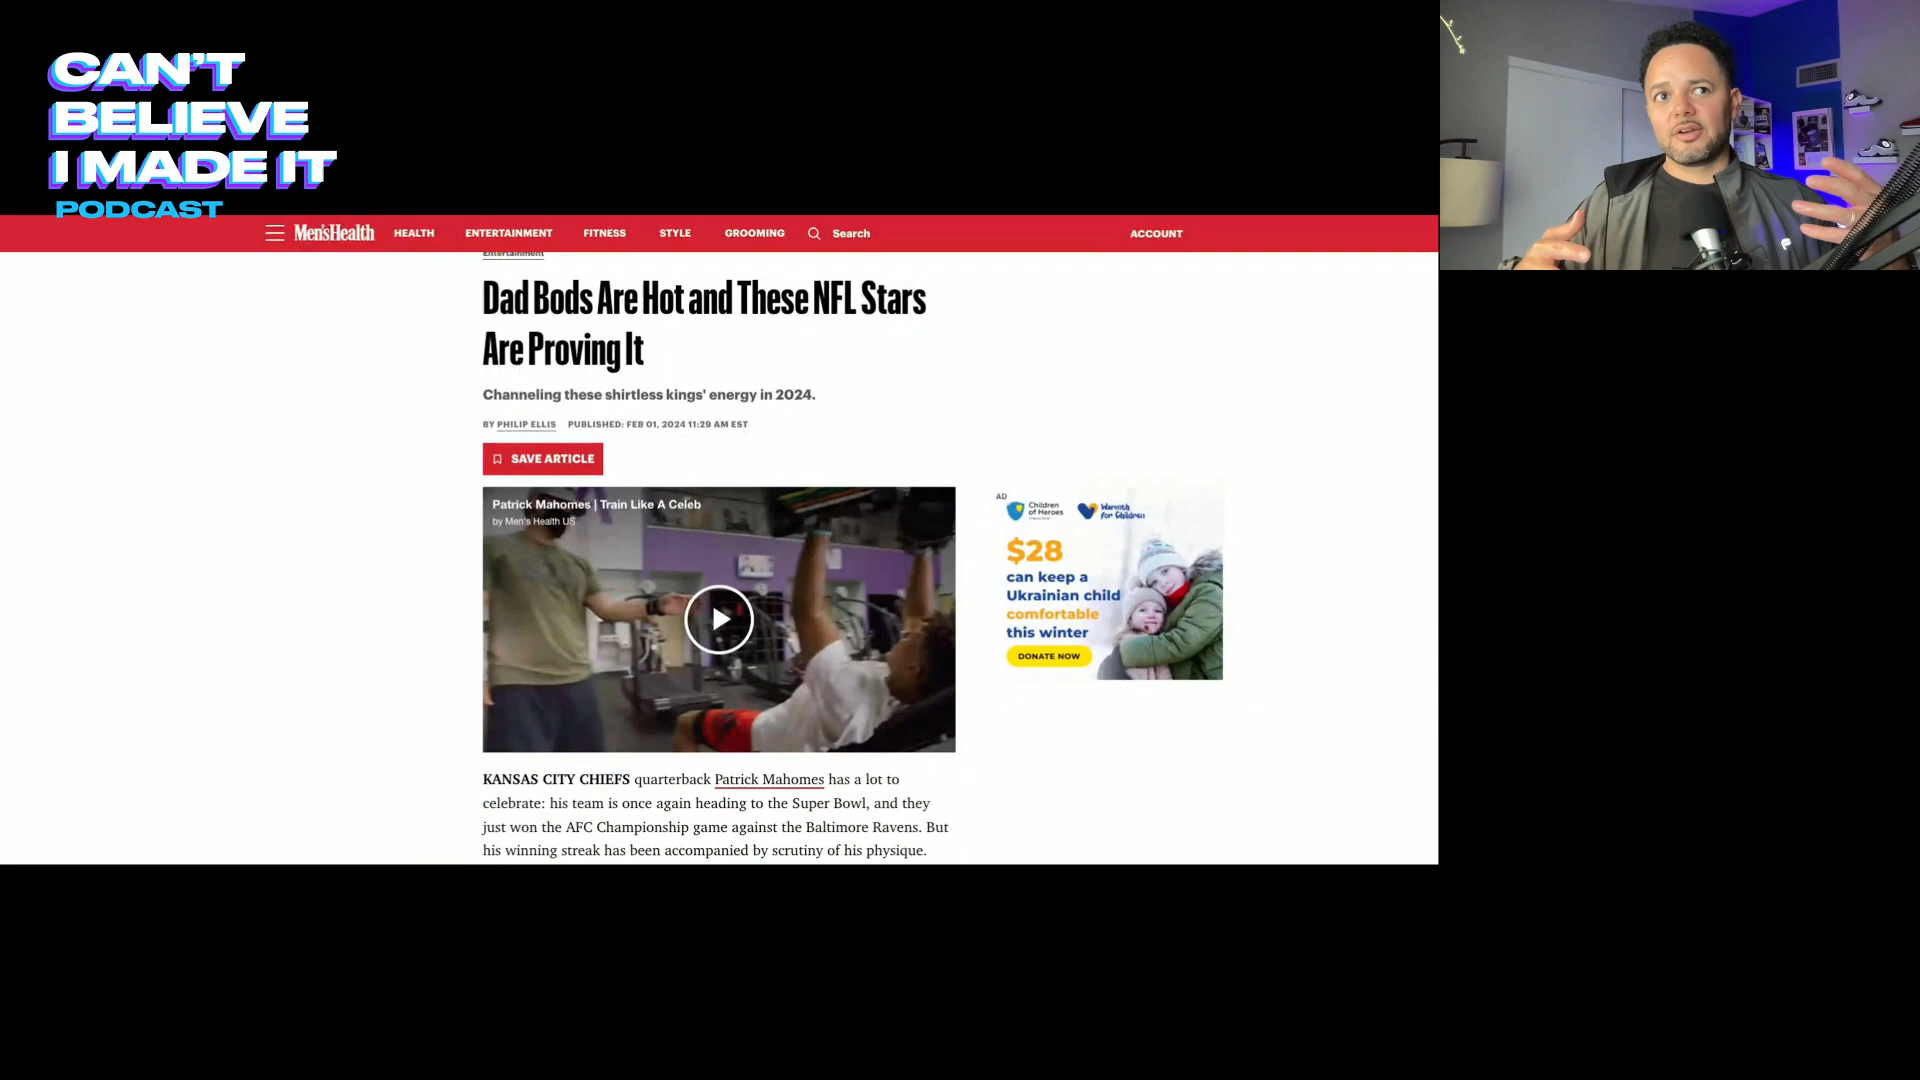 CAN'T
BELIEVE
I MADE IT
PODCAST
Men'sHealth
HEALTH
ENTERTAINMENT
FITNESS
STYLE
GROOMING
Search
ACCOUNT
Entertainment
Dad Bods Are Hot and These NFL Stars
Are Proving It
Channeling these shirtless kings' energy in 2024.
BY PHILIP ELLIS PUBLISHED: FEB 01, 2024 11:29 AM EST
SAVE ARTICLE
Patrick Mahomes | Train Like A Celeb
by Men's Health US
AD
Children
of Heroes
Warmth
for Children
$28
can keep a
Ukrainian child
comfortable
this winter
DONATE NOW
KANSAS CITY CHIEFS quarterback Patrick Mahomes has a lot to
celebrate: his team is once again heading to the Super Bowl, and they
just won the AFC Championship game against the Baltimore Ravens. But
his winning streak has been accompanied by scrutiny of his physique.